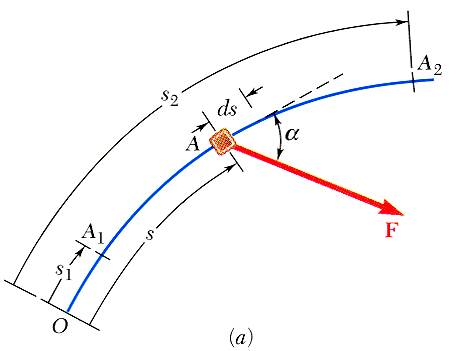 A₂
s₂
ds
A
α
A₁
s
F
s₁
O
(a)